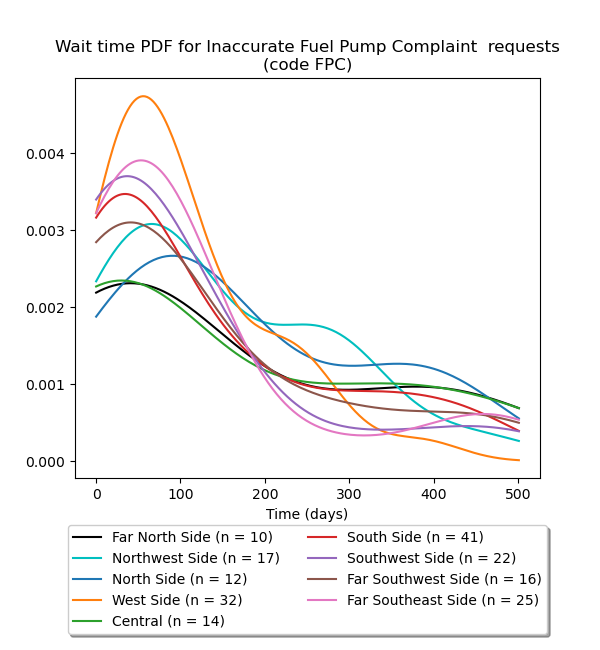 Wait time PDF for Inaccurate Fuel Pump Complaint  requests
(code FPC)
0.004
0.003
0.002
0.001
0.000
0
100
200
300
400
500
Time (days)
Far North Side (n = 10)
Northwest Side (n = 17)
North Side (n = 12)
West Side (n = 32)
Central (n = 14)
South Side (n = 41)
Southwest Side (n = 22)
Far Southwest Side (n = 16)
Far Southeast Side (n = 25)